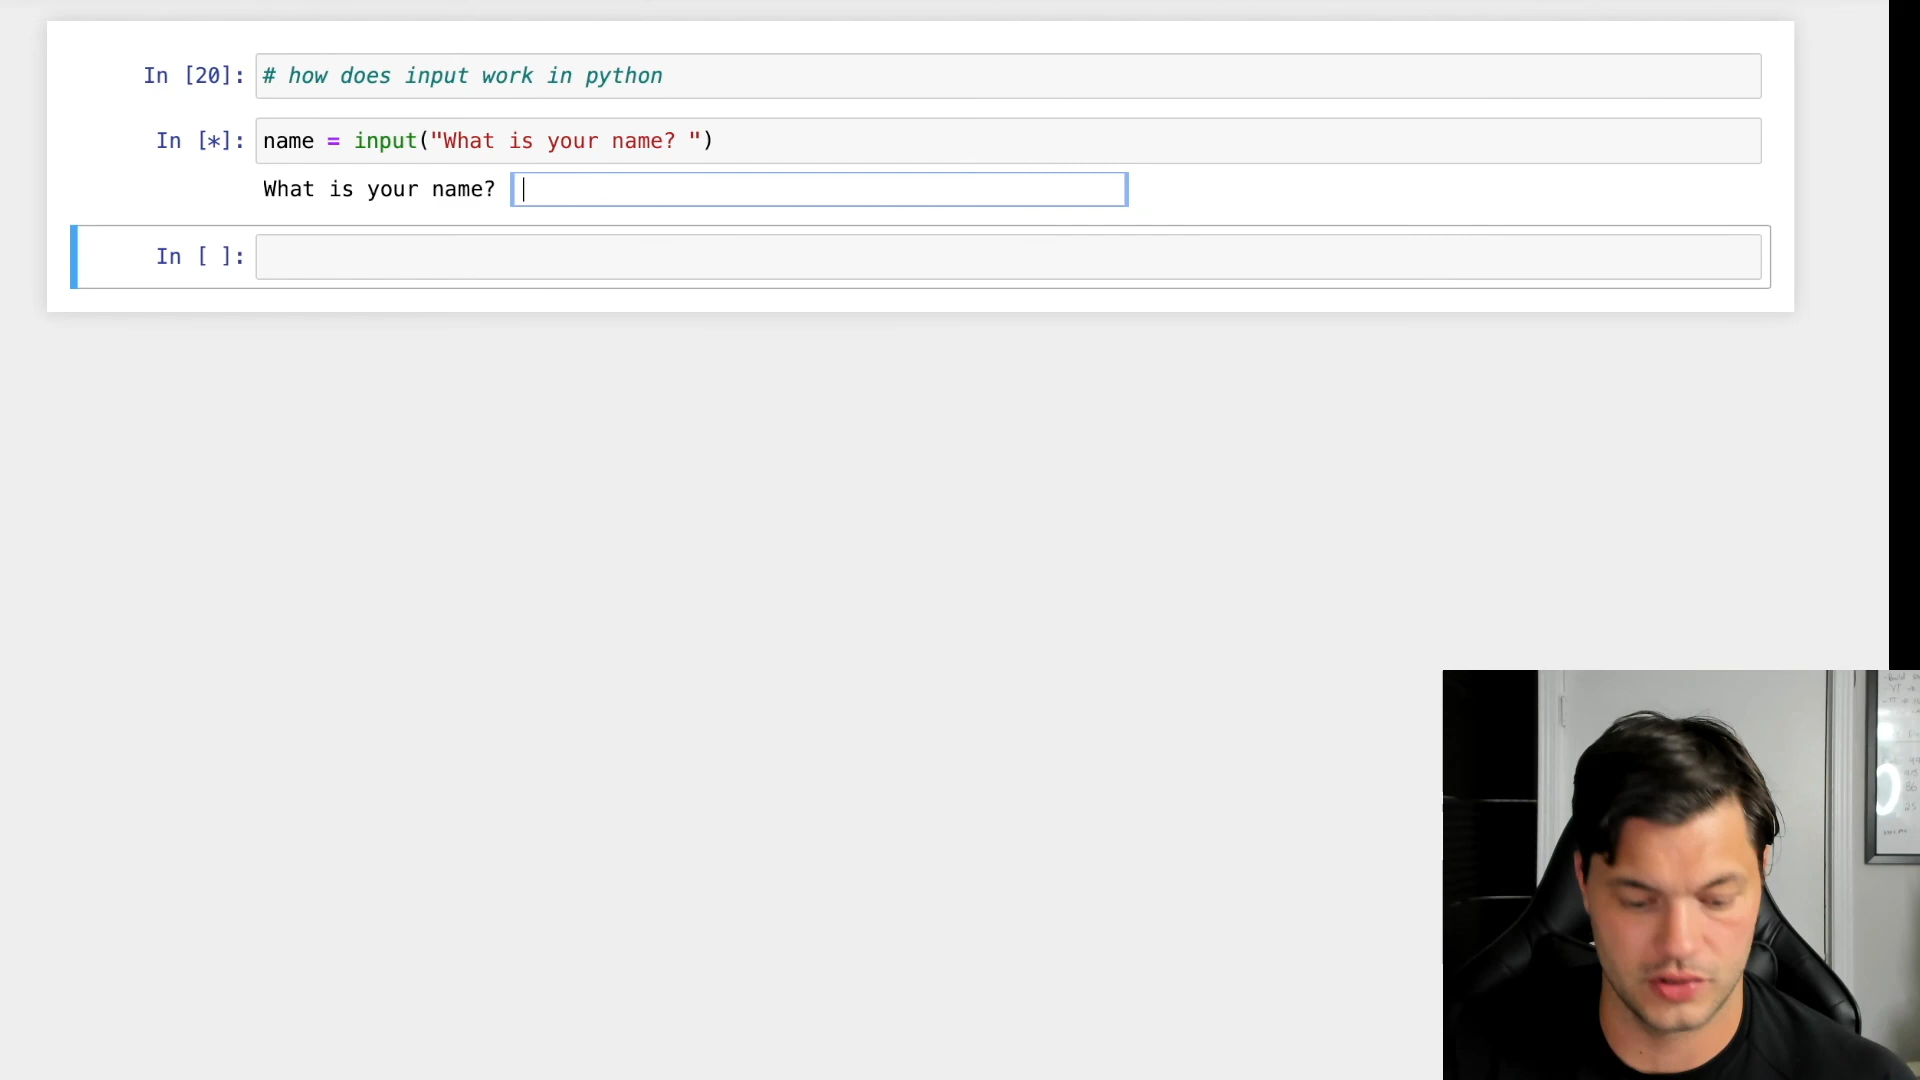 In [20]: # how does input work in python
In [*]: name = input("What is your name? ")
What is your name?
In [ ]: